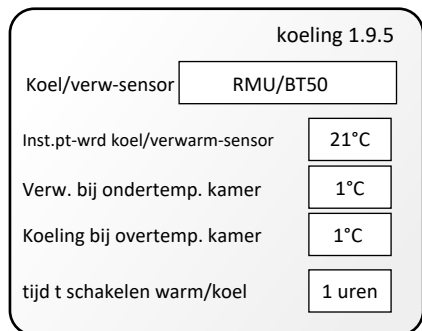 koeling 1.9.5
Koel/verw-sensor RMU/BT50
Inst.pt-wrd koel/verwarm-sensor 21°C
Verw. bij ondertemp. kamer 1°C
Koeling bij overtemp. kamer 1°C
tijd t schakelen warm/koel 1 uren